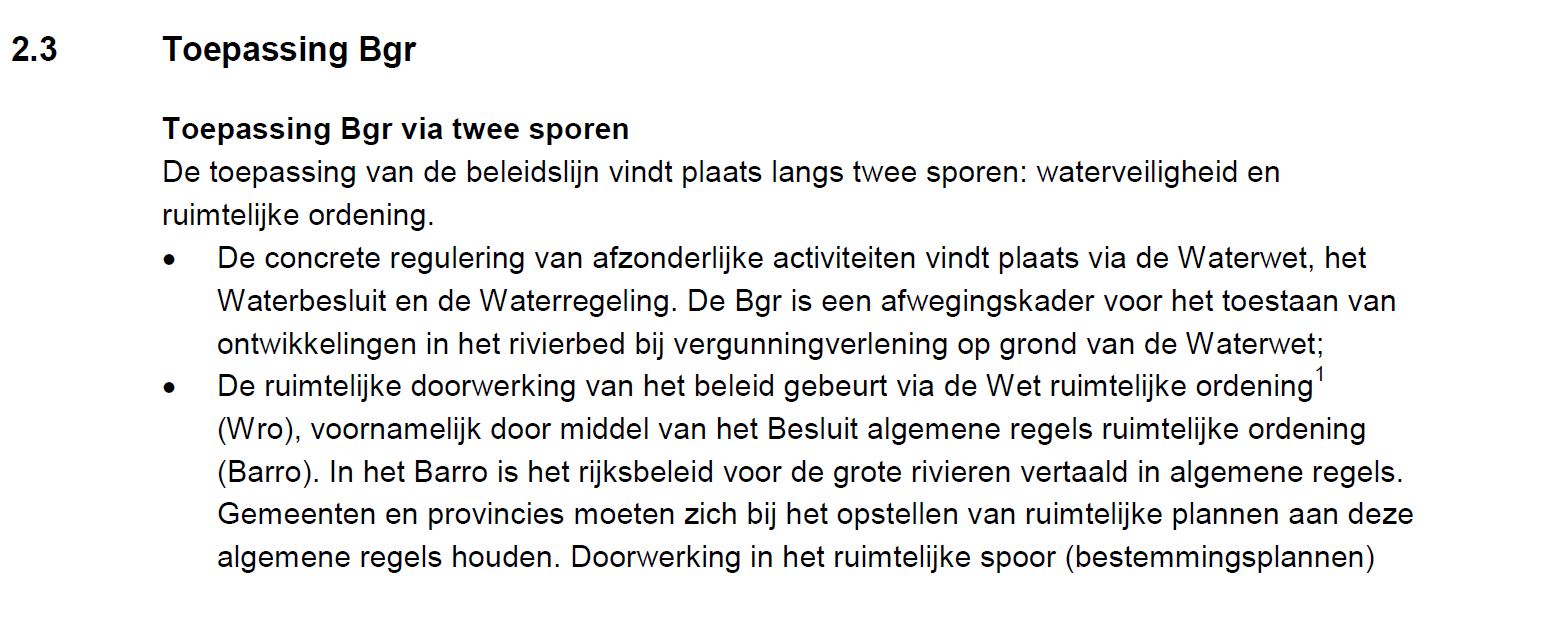 2.3 Toepassing Bgr
Toepassing Bgr via twee sporen
De toepassing van de beleidslijn vindt plaats langs twee sporen: waterveiligheid en
ruimtelijke ordening.
• De concrete regulering van afzonderlijke activiteiten vindt plaats via de Waterwet, het
Waterbesluit en de Waterregeling. De Bgr is een afwegingskader voor het toestaan van
ontwikkelingen in het rivierbed bij vergunningverlening op grond van de Waterwet;
• De ruimtelijke doorwerking van het beleid gebeurt via de Wet ruimtelijke ordening¹
(Wro), voornamelijk door middel van het Besluit algemene regels ruimtelijke ordening
(Barro). In het Barro is het rijksbeleid voor de grote rivieren vertaald in algemene regels.
Gemeenten en provincies moeten zich bij het opstellen van ruimtelijke plannen aan deze
algemene regels houden. Doorwerking in het ruimtelijke spoor (bestemmingsplannen)